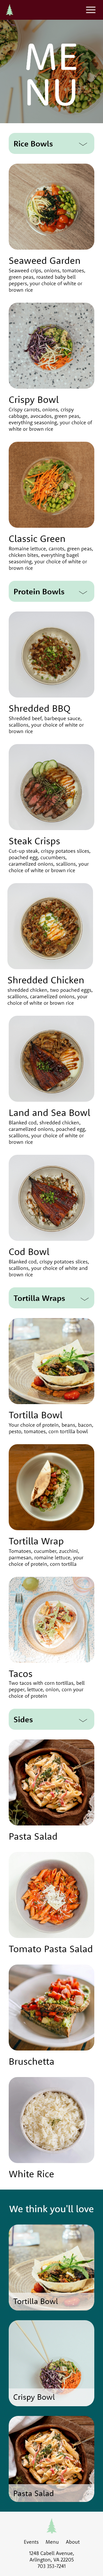 ME
NU
Rice Bowls
Seaweed Garden
Seaweed crips, onions, tomatoes,
green peas, roasted baby bell
peppers, your choice of white or
brown rice
Crispy Bowl
Crispy carrots, onions, crispy
cabbage, avocados, green peas,
everything seasoning, your choice of
white or brown rice
Classic Green
Romaine lettuce, carrots, green peas,
chicken bites, everything bagel
seasoning, your choice of white or
brown rice
Protein Bowls
Shredded BBQ
Shredded beef, barbeque sauce,
scallions, your choice of white or
brown rice
Steak Crisps
Cut-up steak, crispy potatoes slices,
poached egg, cucumbers,
caramelized onions, scallions, your
choice of white or brown rice
Shredded Chicken
shredded chicken, two poached eggs,
scallions, caramelized onions, your
choice of white or brown rice
Land and Sea Bowl
Blanked cod, shredded chicken,
caramelized onions, poached egg,
scallions, your choice of white or
brown rice
Cod Bowl
Blanked cod, crispy potatoes slices,
scallions, your choice of white and
brown rice
Tortilla Wraps
Tortilla Bowl
Your choice of protein, beans, bacon,
pesto, tomatoes, corn tortilla bowl
Tortilla Wrap
Tomatoes, cucumber, zucchini,
parmesan, romaine lettuce, your
choice of protein, corn tortilla
Tacos
Two tacos with corn tortillas, bell
pepper, lettuce, onion, corn your
choice of protein
Sides
Pasta Salad
Tomato Pasta Salad
Bruschetta
White Rice
We think you'll love
Tortilla Bowl
Crispy Bowl
Pasta Salad
Events Menu About
1248 Cabell Avenue,
Arlington, VA 22205
703 353-7241